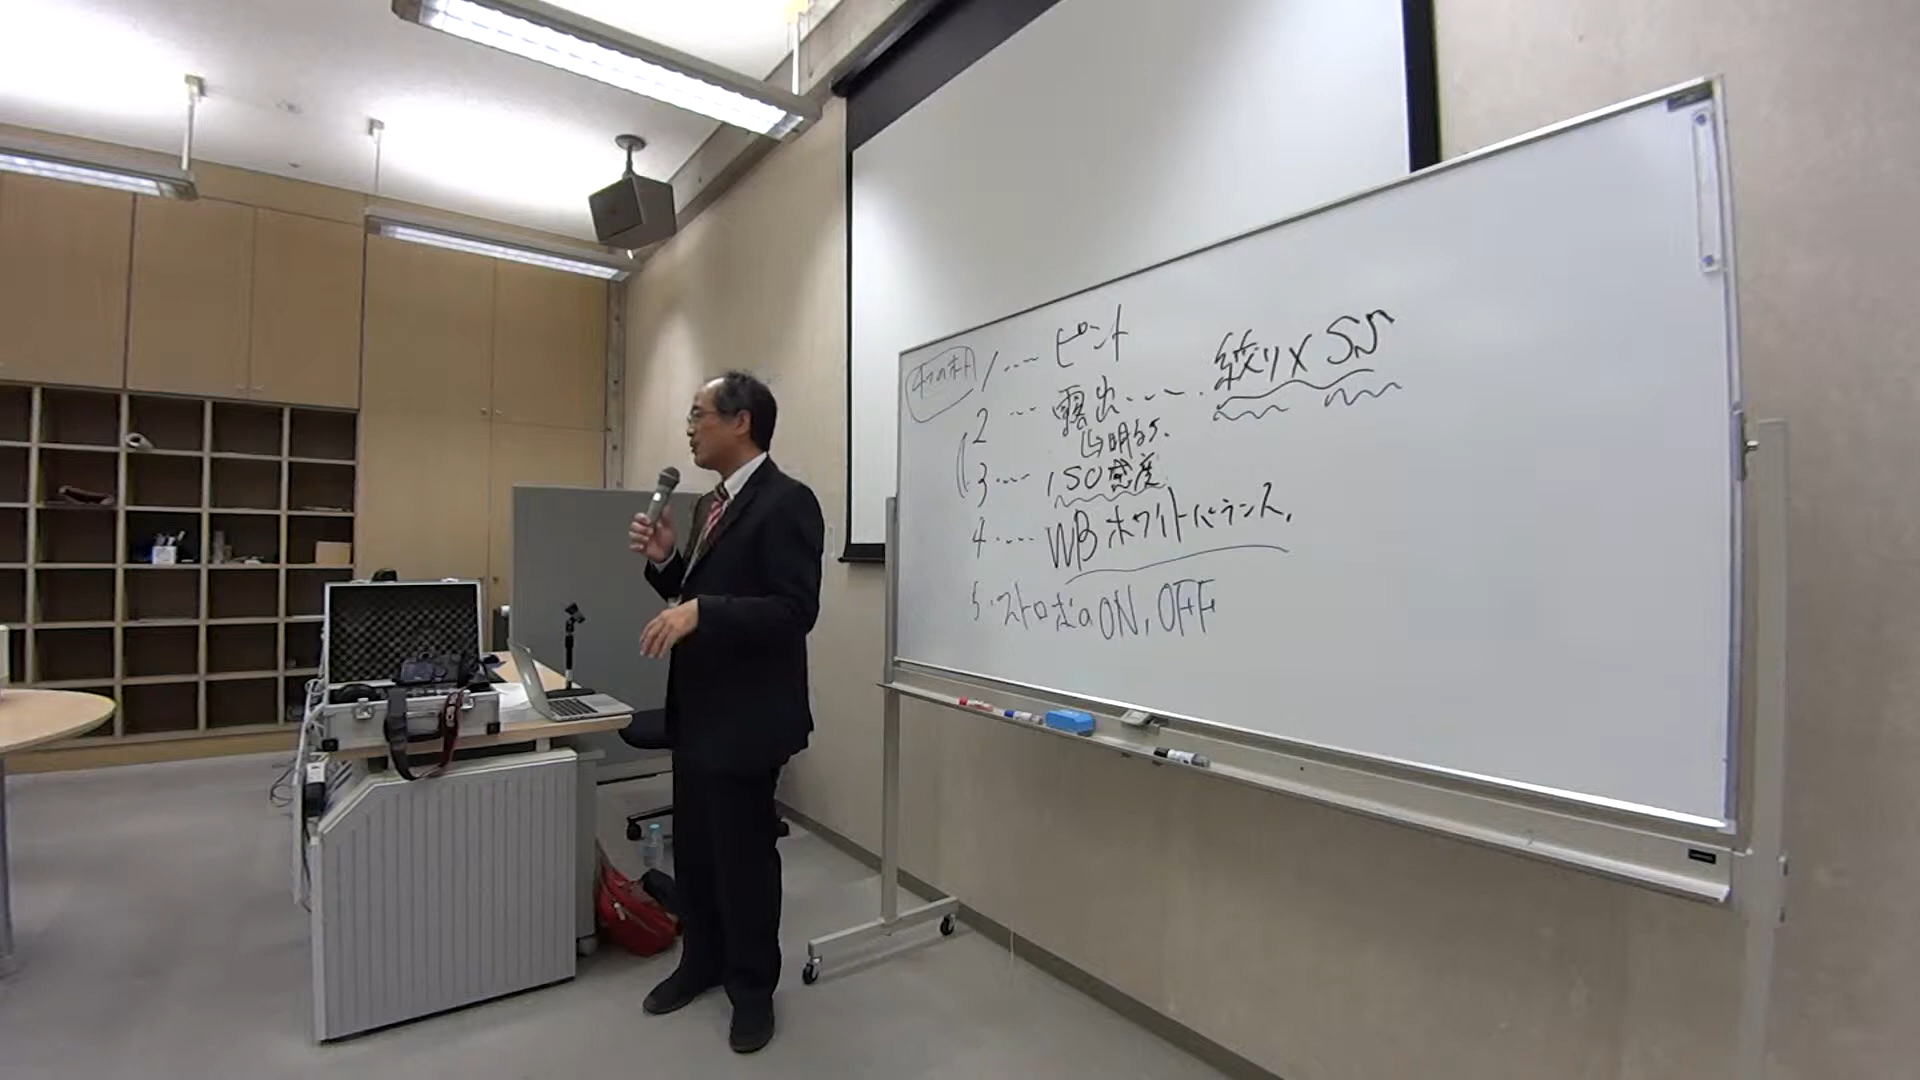 1 .... ピント
2 ... 露出..... 絞り×SS
↳明るさ.
3.... ISO感度
4..... WB ホワイトバランス.
5.ストロボのON, OFF